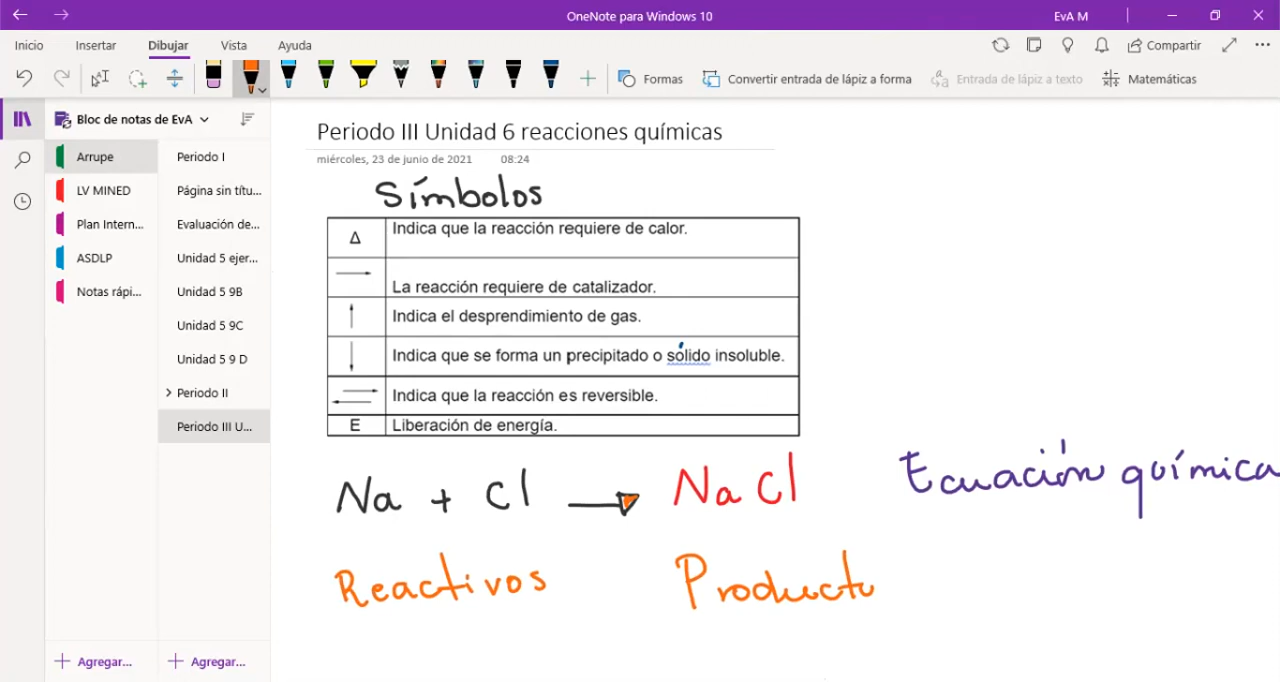 OneNote para Windows 10
EvA M
Inicio Insertar Dibujar Vista Ayuda
Compartir
Formas Convertir entrada de lápiz a forma Entrada de lápiz a texto Matemáticas
Bloc de notas de EvA
Arrupe
LV MINED
Plan Intern...
ASDLP
Notas rápi...
Periodo I
Página sin títu...
Evaluación de...
Unidad 5 ejer...
Unidad 5 9B
Unidad 5 9C
Unidad 5 9 D
Periodo II
Periodo III U...
Agregar... Agregar...
Periodo III Unidad 6 reacciones químicas
miércoles, 23 de junio de 2021 08:24
Símbolos
Δ Indica que la reacción requiere de calor.
→ La reacción requiere de catalizador.
↑ Indica el desprendimiento de gas.
↓ Indica que se forma un precipitado o sólido insoluble.
⇄ Indica que la reacción es reversible.
E Liberación de energía.
Na + Cl → NaCl
Ecuación química
Reactivos Producto